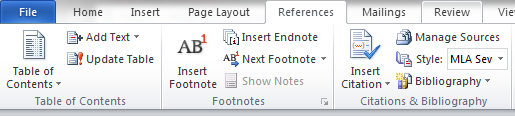 File Home Insert Page Layout References Mailings Review View
Table of Contents
Add Text
Update Table
Table of Contents
AB1
Insert Footnote
Insert Endnote
Next Footnote
Show Notes
Footnotes
Insert Citation
Manage Sources
Style: MLA Sev
Bibliography
Citations & Bibliography